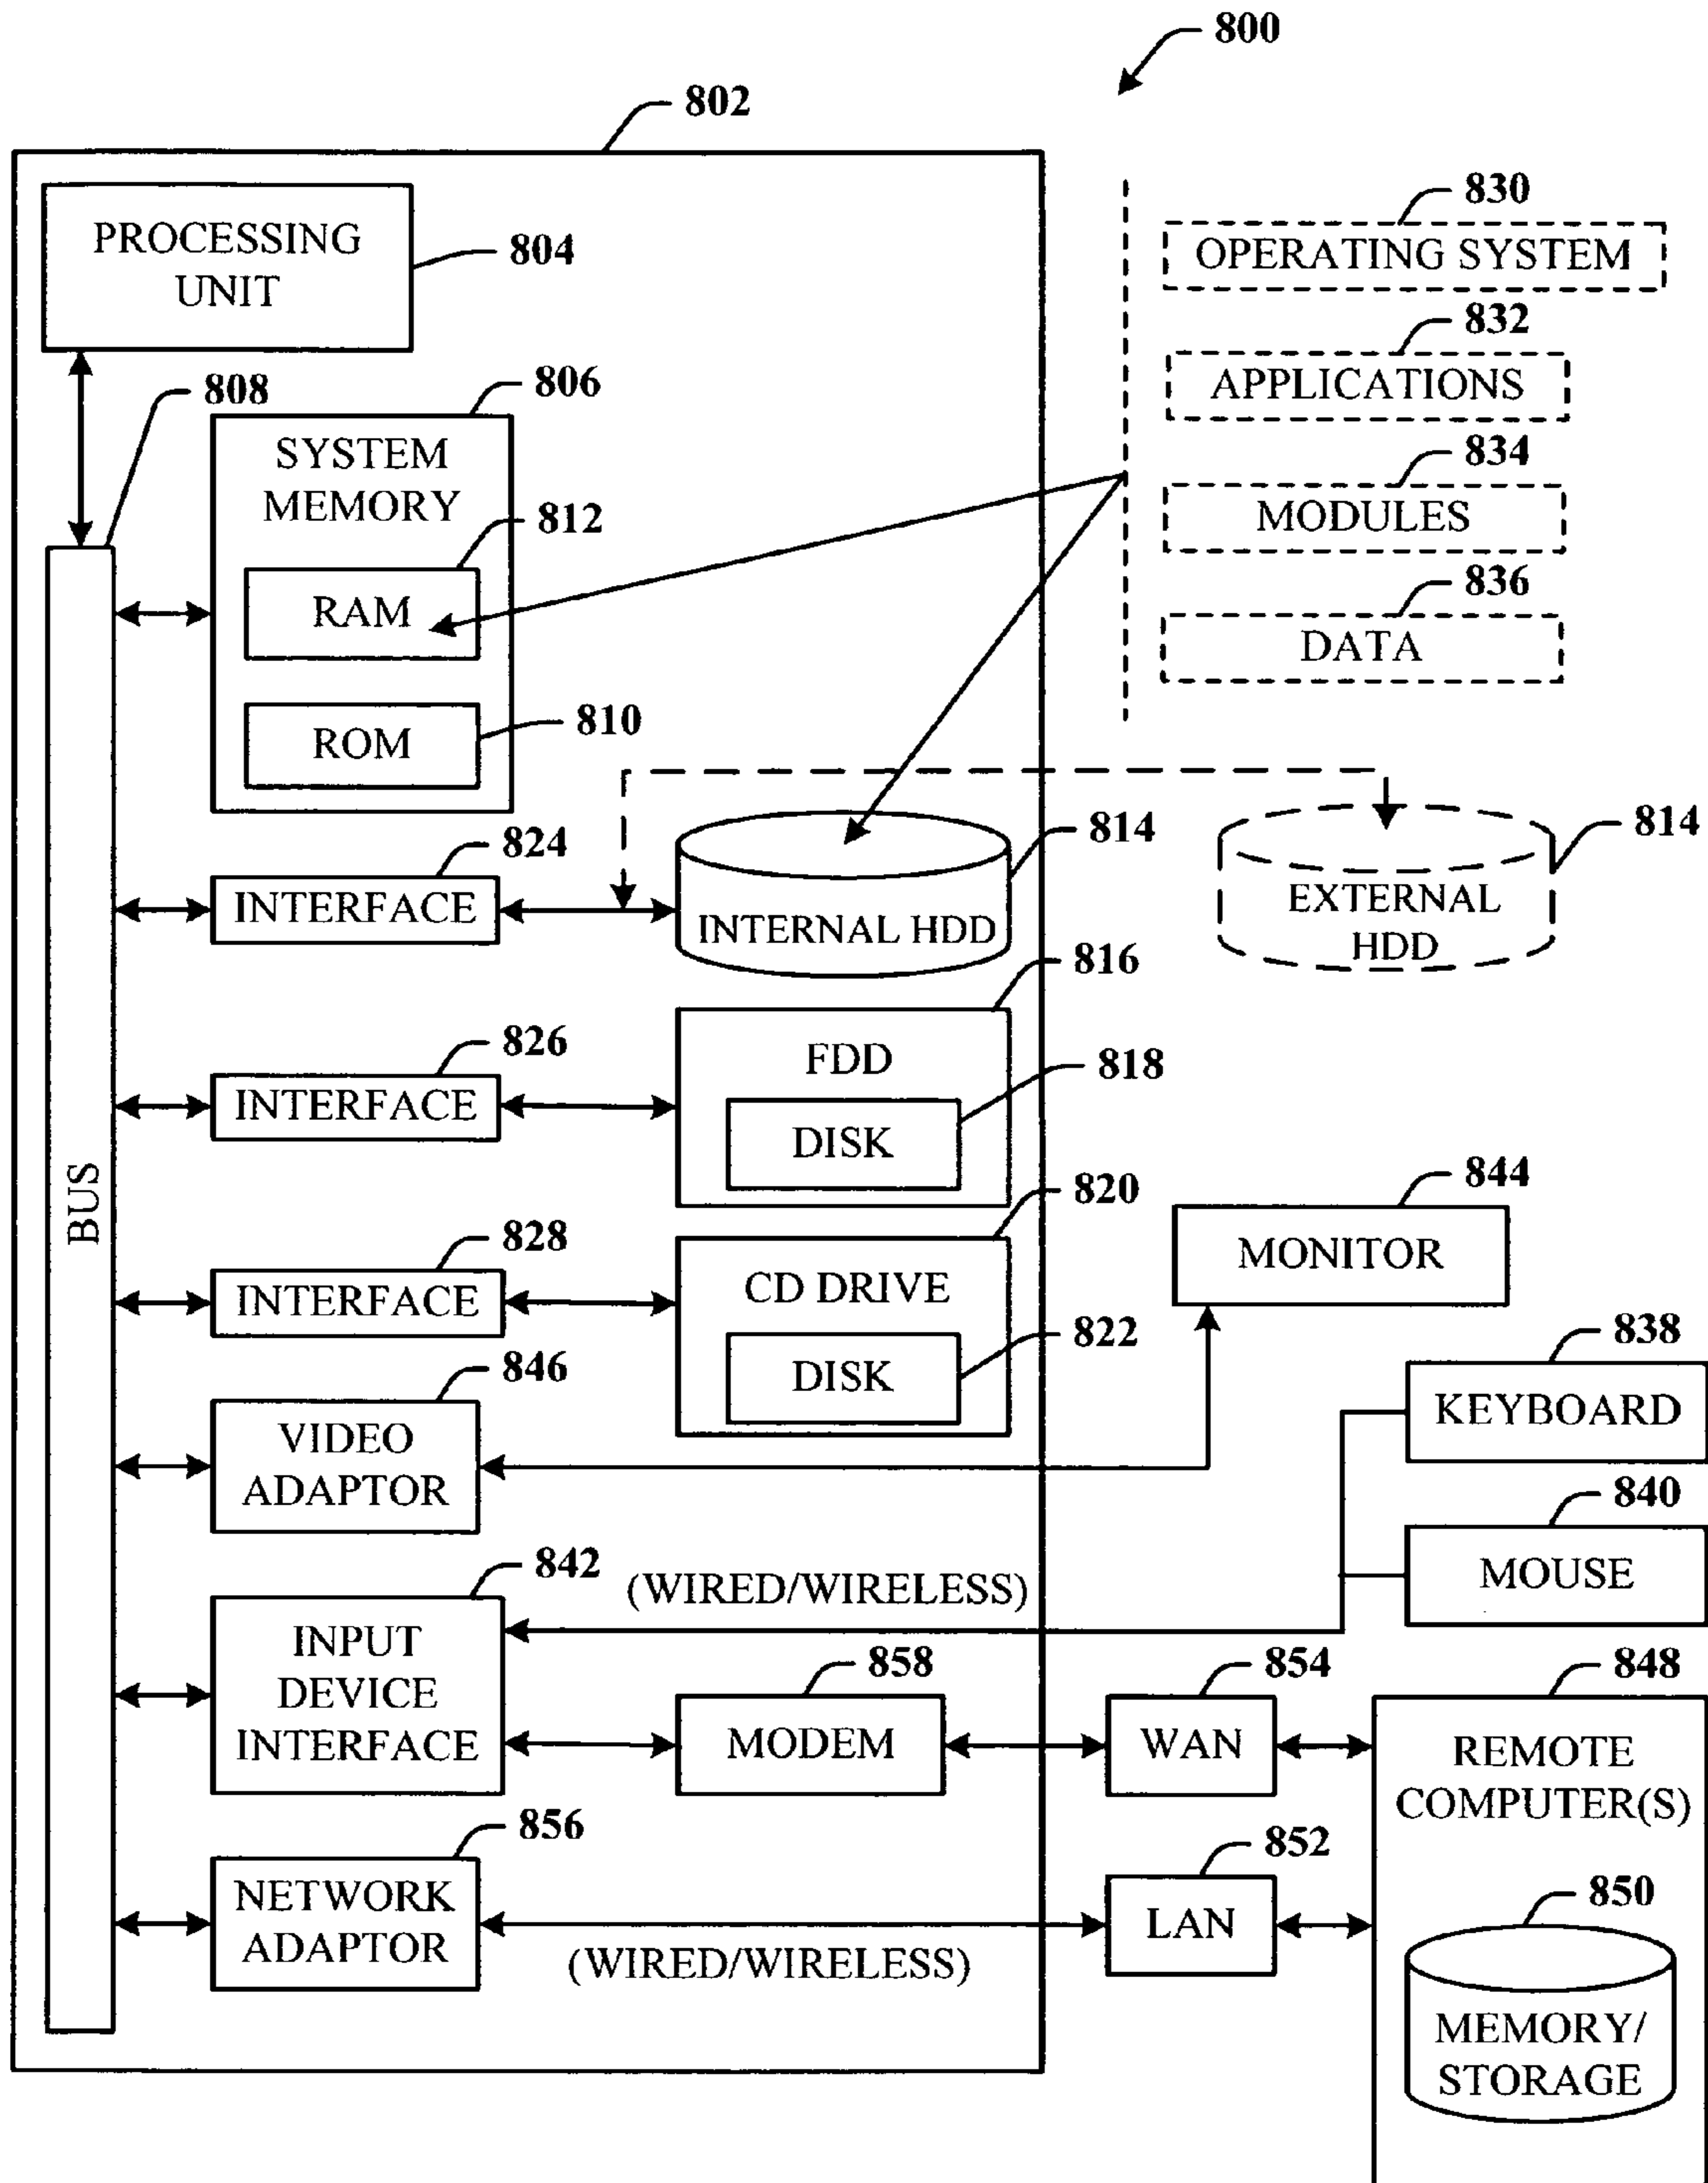 800
802
PROCESSING
UNIT
804
830
OPERATING SYSTEM
832
APPLICATIONS
834
MODULES
836
DATA
808
806
SYSTEM
MEMORY
812
RAM
810
ROM
BUS
824
INTERFACE
814
INTERNAL HDD
814
EXTERNAL
HDD
826
INTERFACE
816
FDD
818
DISK
828
INTERFACE
820
CD DRIVE
822
DISK
844
MONITOR
846
VIDEO
ADAPTOR
838
KEYBOARD
840
MOUSE
842
INPUT
DEVICE
INTERFACE
(WIRED/WIRELESS)
858
MODEM
854
WAN
848
REMOTE
COMPUTER(S)
856
NETWORK
ADAPTOR
(WIRED/WIRELESS)
852
LAN
850
MEMORY/
STORAGE